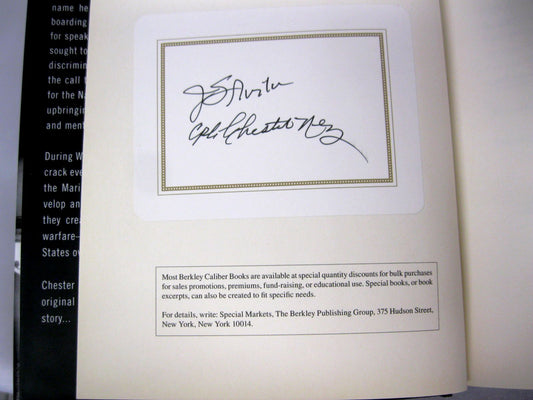 name he
boarding
for speak
sought to
discrimin
the call t
for the Na
upbringin
and ment
During W
crack eve
the Mari
velop an
they crea
warfare—
States ov
Chester
original
story...
JSAvila
Cpl. Chester Nez
Most Berkley Caliber Books are available at special quantity discounts for bulk purchases
for sales promotions, premiums, fund-raising, or educational use. Special books, or book
excerpts, can also be created to fit specific needs.
For details, write: Special Markets, The Berkley Publishing Group, 375 Hudson Street,
New York, New York 10014.